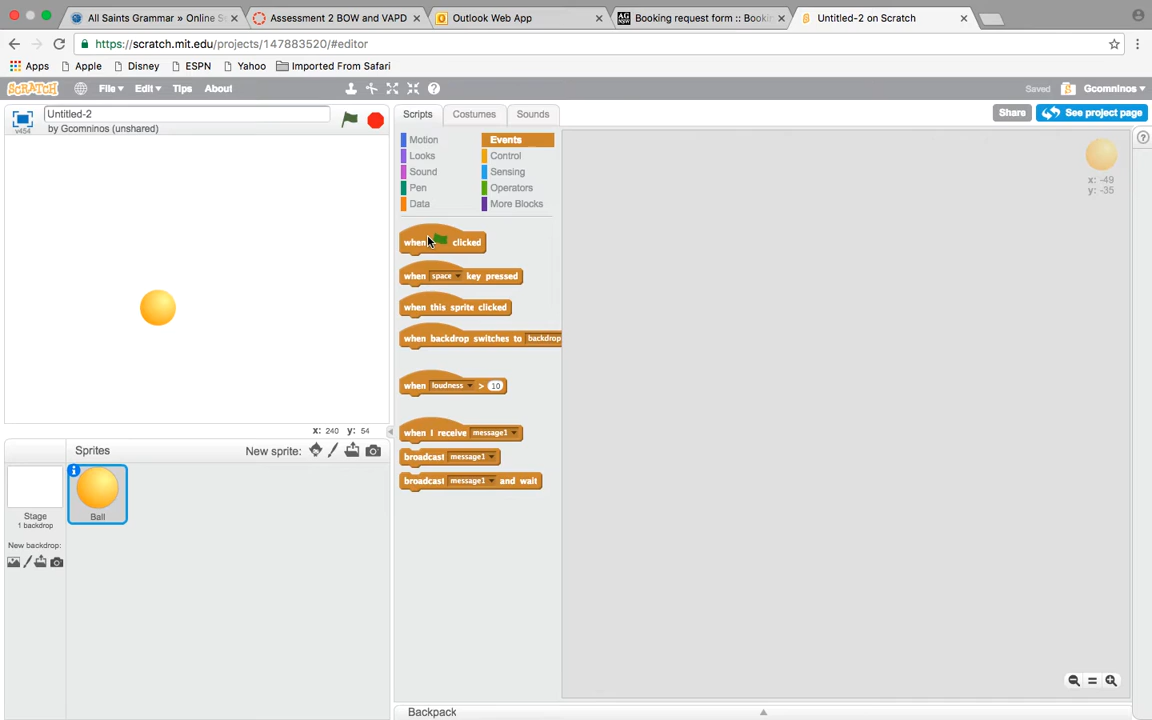 All Saints Grammar » Online S
Assessment 2 BOW and VAPD
Outlook Web App
Booking request form :: Booki
Untitled-2 on Scratch
https://scratch.mit.edu/projects/147883520/#editor
Apps
Apple
Disney
ESPN
Yahoo
Imported From Safari
SCRATCH
File
Edit
Tips
About
Saved
Gcomninos
Untitled-2
by Gcomninos (unshared)
v454
Scripts
Costumes
Sounds
Share
See project page
Motion
Events
Looks
Control
Sound
Sensing
Pen
Operators
Data
More Blocks
x: -49
y: -35
when clicked
when space key pressed
when this sprite clicked
when backdrop switches to backdrop
when loudness > 10
when I receive message1
broadcast message1
broadcast message1 and wait
x: 240 y: 54
Sprites
New sprite:
Stage
1 backdrop
New backdrop:
Ball
Backpack